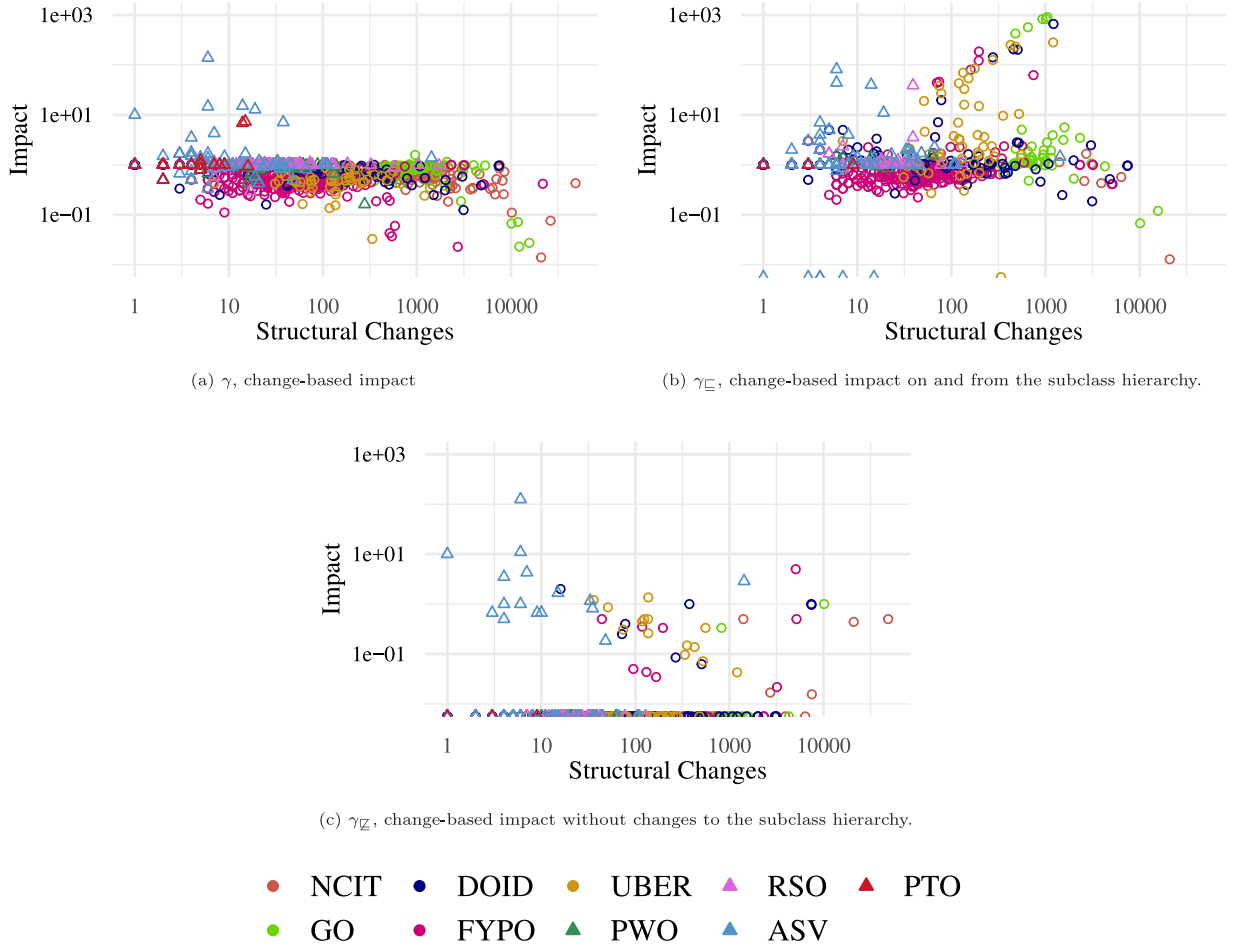 1e+03
1e+01
1e−01
Impact
1
10
100
1000
10000
Structural Changes
(a) γ, change-based impact
1e+03
1e+01
1e−01
Impact
1
10
100
1000
10000
Structural Changes
(b) γ⊑, change-based impact on and from the subclass hierarchy.
1e+03
1e+01
1e−01
Impact
1
10
100
1000
10000
Structural Changes
(c) γ⋢, change-based impact without changes to the subclass hierarchy.
NCIT DOID UBER RSO PTO
GO FYPO PWO ASV